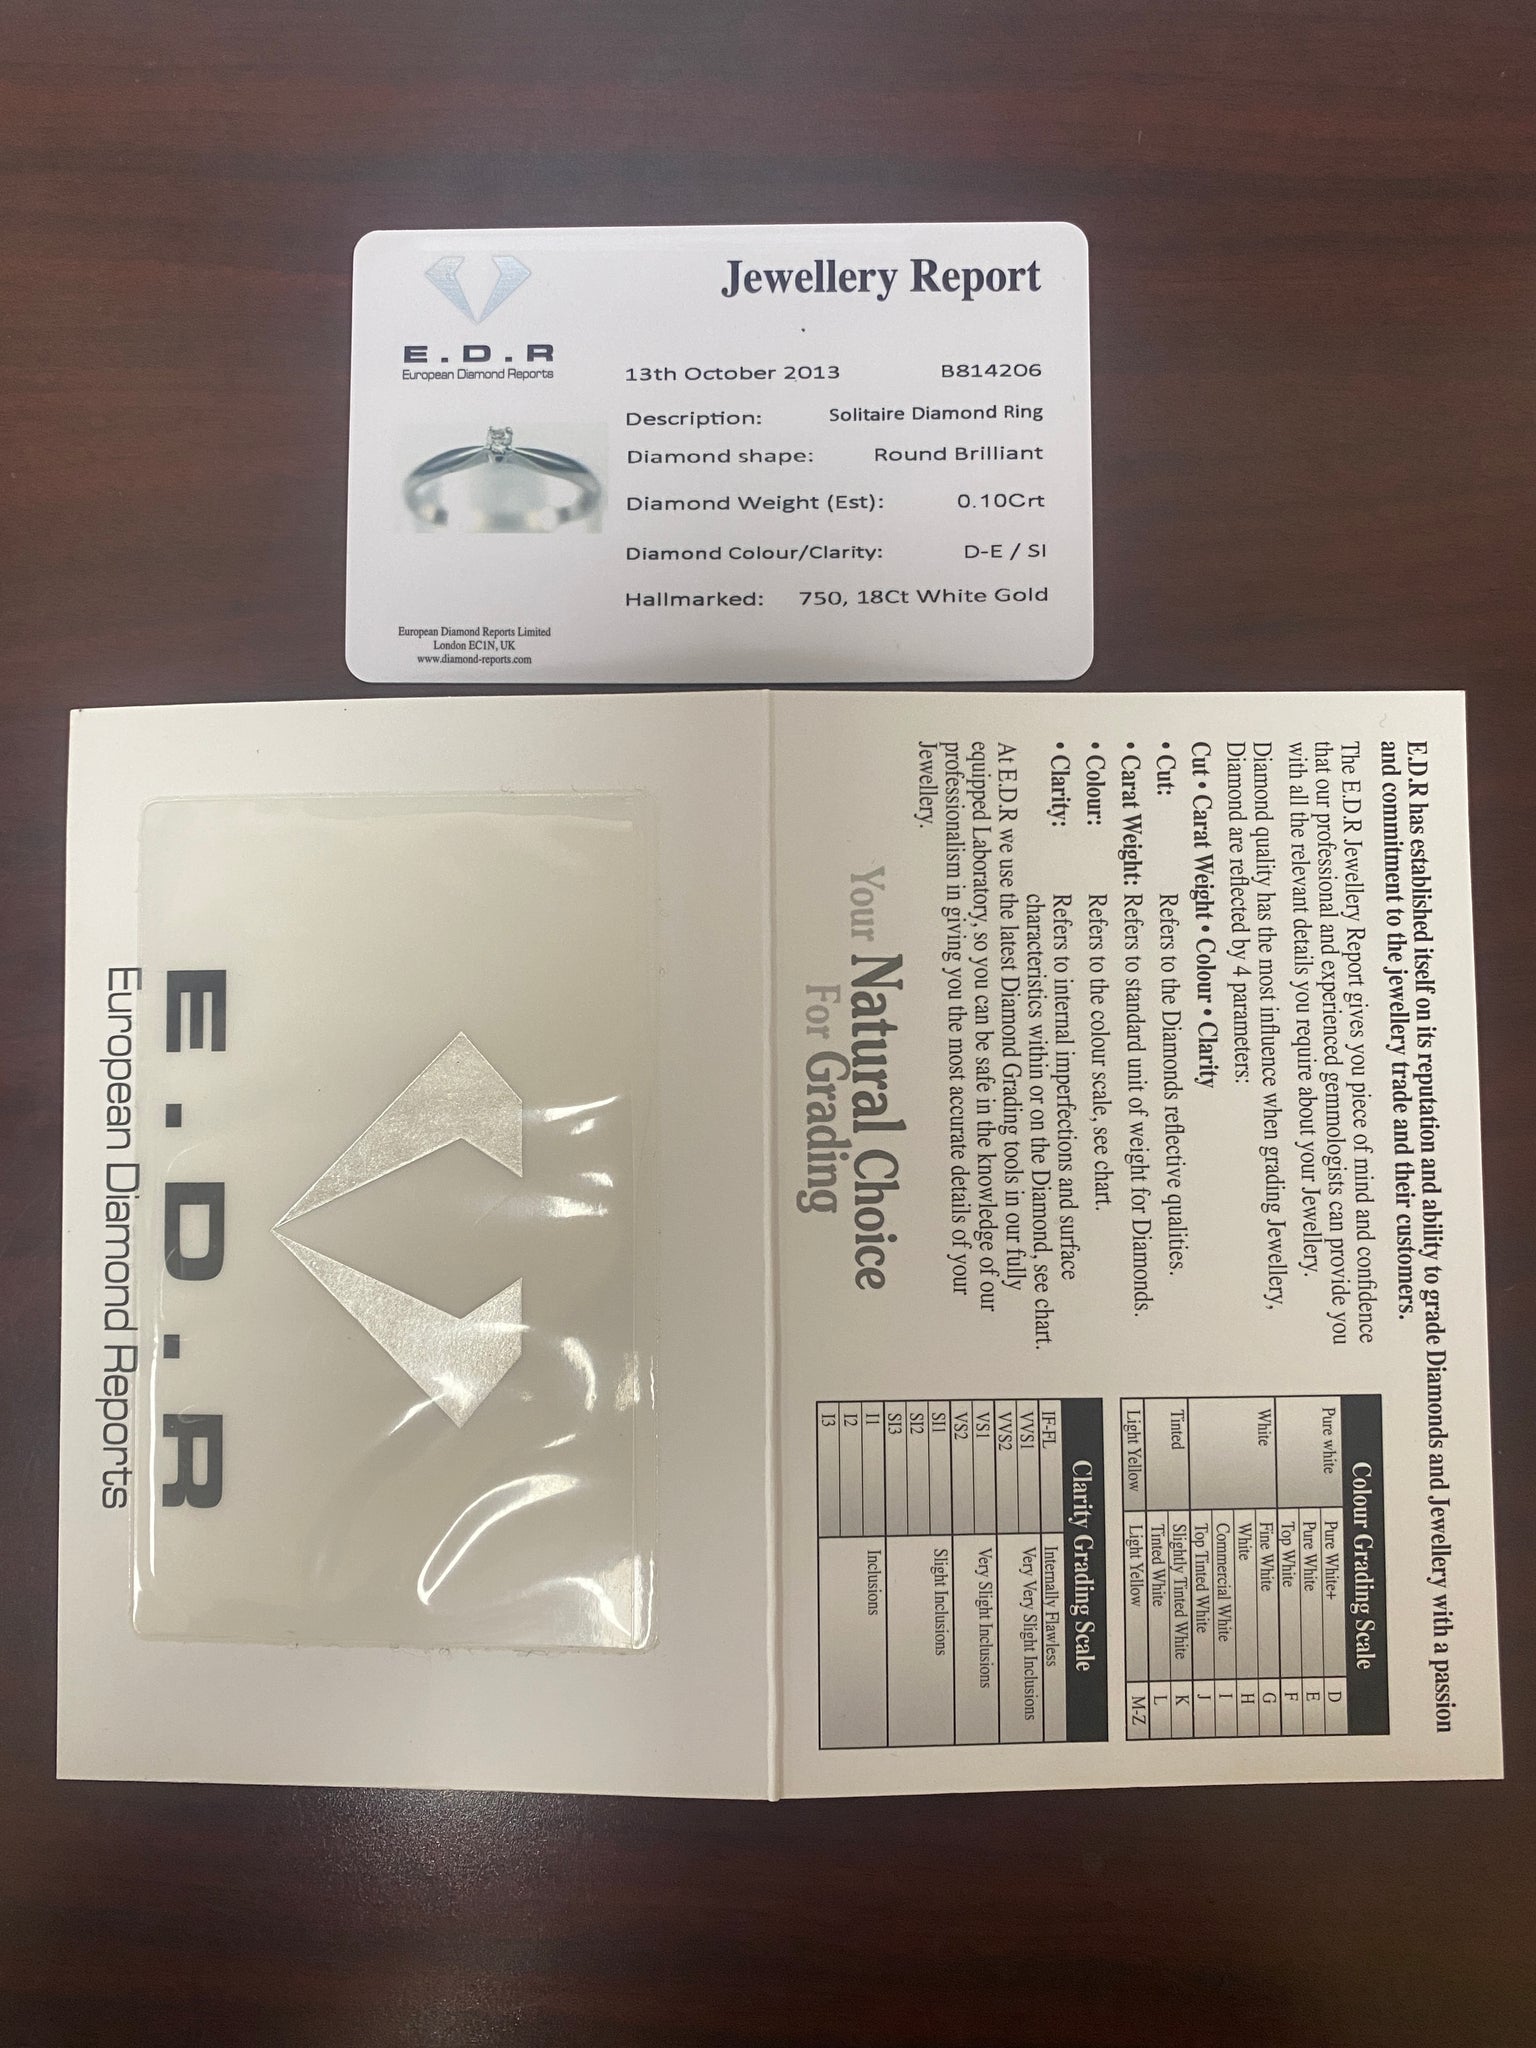 Jewellery Report
E.D.R
European Diamond Reports
13th October 2013 B814206
Description: Solitaire Diamond Ring
Diamond shape: Round Brilliant
Diamond Weight (Est): 0.10Crt
Diamond Colour/Clarity: D-E / SI
Hallmarked: 750, 18Ct White Gold
European Diamond Reports Limited
London EC1N, UK
www.diamond-reports.com
E.D.R has established itself on its reputation and ability to grade Diamonds and Jewellery with a passion
and commitment to the jewellery trade and their customers.
The E.D.R Jewellery Report gives you piece of mind and confidence
that our professional and experienced gemmologists can provide you
with all the relevant details you require about your Jewellery.
Diamond quality has the most influence when grading Jewellery,
Diamond are reflected by 4 parameters:
Cut • Carat Weight • Colour • Clarity
• Cut: Refers to the Diamonds reflective qualities.
• Carat Weight: Refers to standard unit of weight for Diamonds.
• Colour: Refers to the colour scale, see chart.
• Clarity: Refers to internal imperfections and surface
characteristics within or on the Diamond, see chart.
At E.D.R we use the latest Diamond Grading tools in our fully
equipped Laboratory, so you can be safe in the knowledge of our
professionalism in giving you the most accurate details of your
Jewellery.
Your Natural Choice
For Grading
Colour Grading Scale
Pure white Pure White+ D
Pure White E
Top White F
White Fine White G
White H
Commercial White I
Top Tinted White J
Tinted Slightly Tinted White K
Tinted White L
Light Yellow Light Yellow M-Z
Clarity Grading Scale
IF-FL Internally Flawless
VVS1 Very Very Slight Inclusions
VVS2
VS1 Very Slight Inclusions
VS2
SI1 Slight Inclusions
SI2
SI3
I1 Inclusions
I2
I3
E.D.R
European Diamond Reports